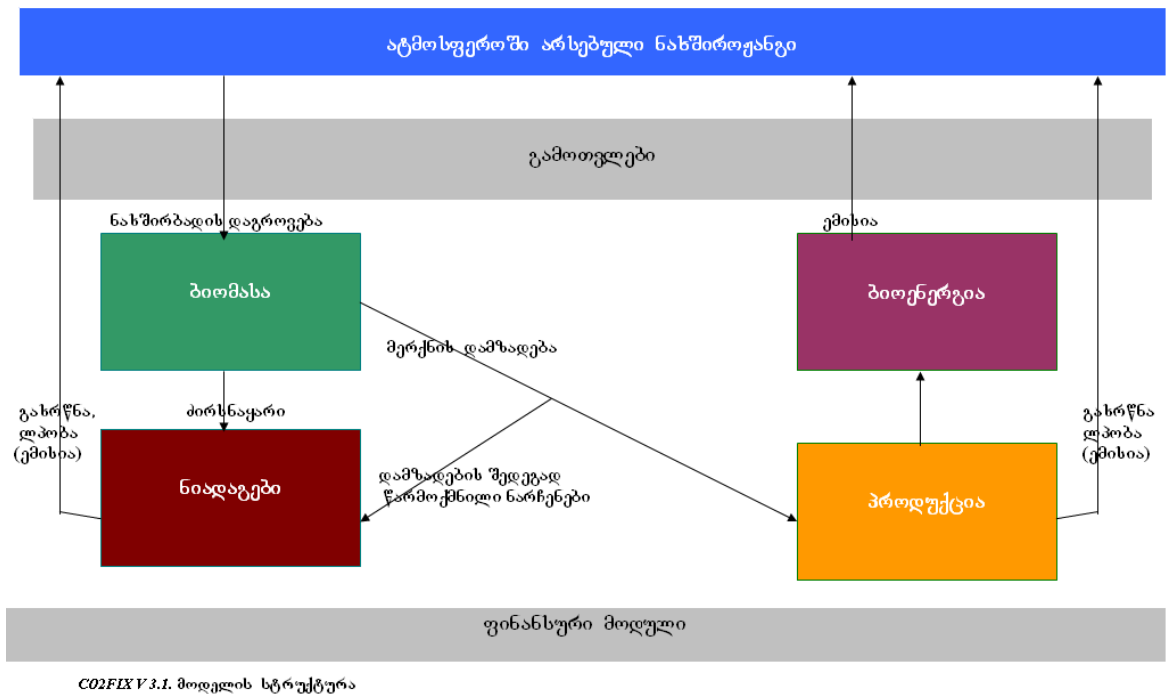 ატმოსფეროში არსებული ნახშიროჟანგი
გამოთვლები
ნახშირბადის დაგროვება
ემისია
ბიომასა
ბიოენერგია
მერქნის დამზადება
გახრწნა,
ლპობა
(ემისია)
ძირსნაყარი
გახრწნა
ლპობა
(ემისია)
ნიადაგები
დამზადების შედეგად
წარმოქმნილი ნარჩენები
პროდუქცია
ფინანსური მოდული
CO2FIX V 3.1. მოდელის სტრუქტურა